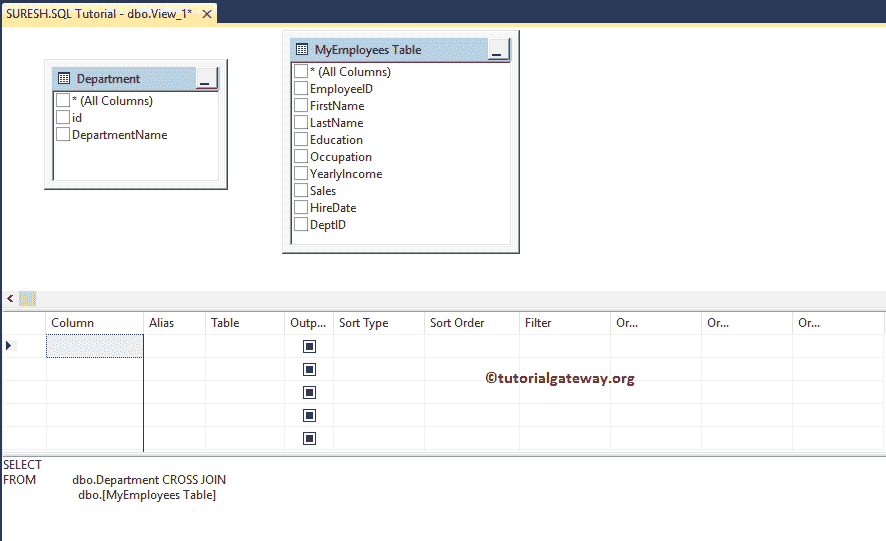 SURESH.SQL Tutorial - dbo.View_1*
Department
* (All Columns)
id
DepartmentName
MyEmployees Table
* (All Columns)
EmployeeID
FirstName
LastName
Education
Occupation
YearlyIncome
Sales
HireDate
DeptID
Column Alias Table Outp... Sort Type Sort Order Filter Or... Or... Or...
©tutorialgateway.org
SELECT
FROM dbo.Department CROSS JOIN
dbo.[MyEmployees Table]